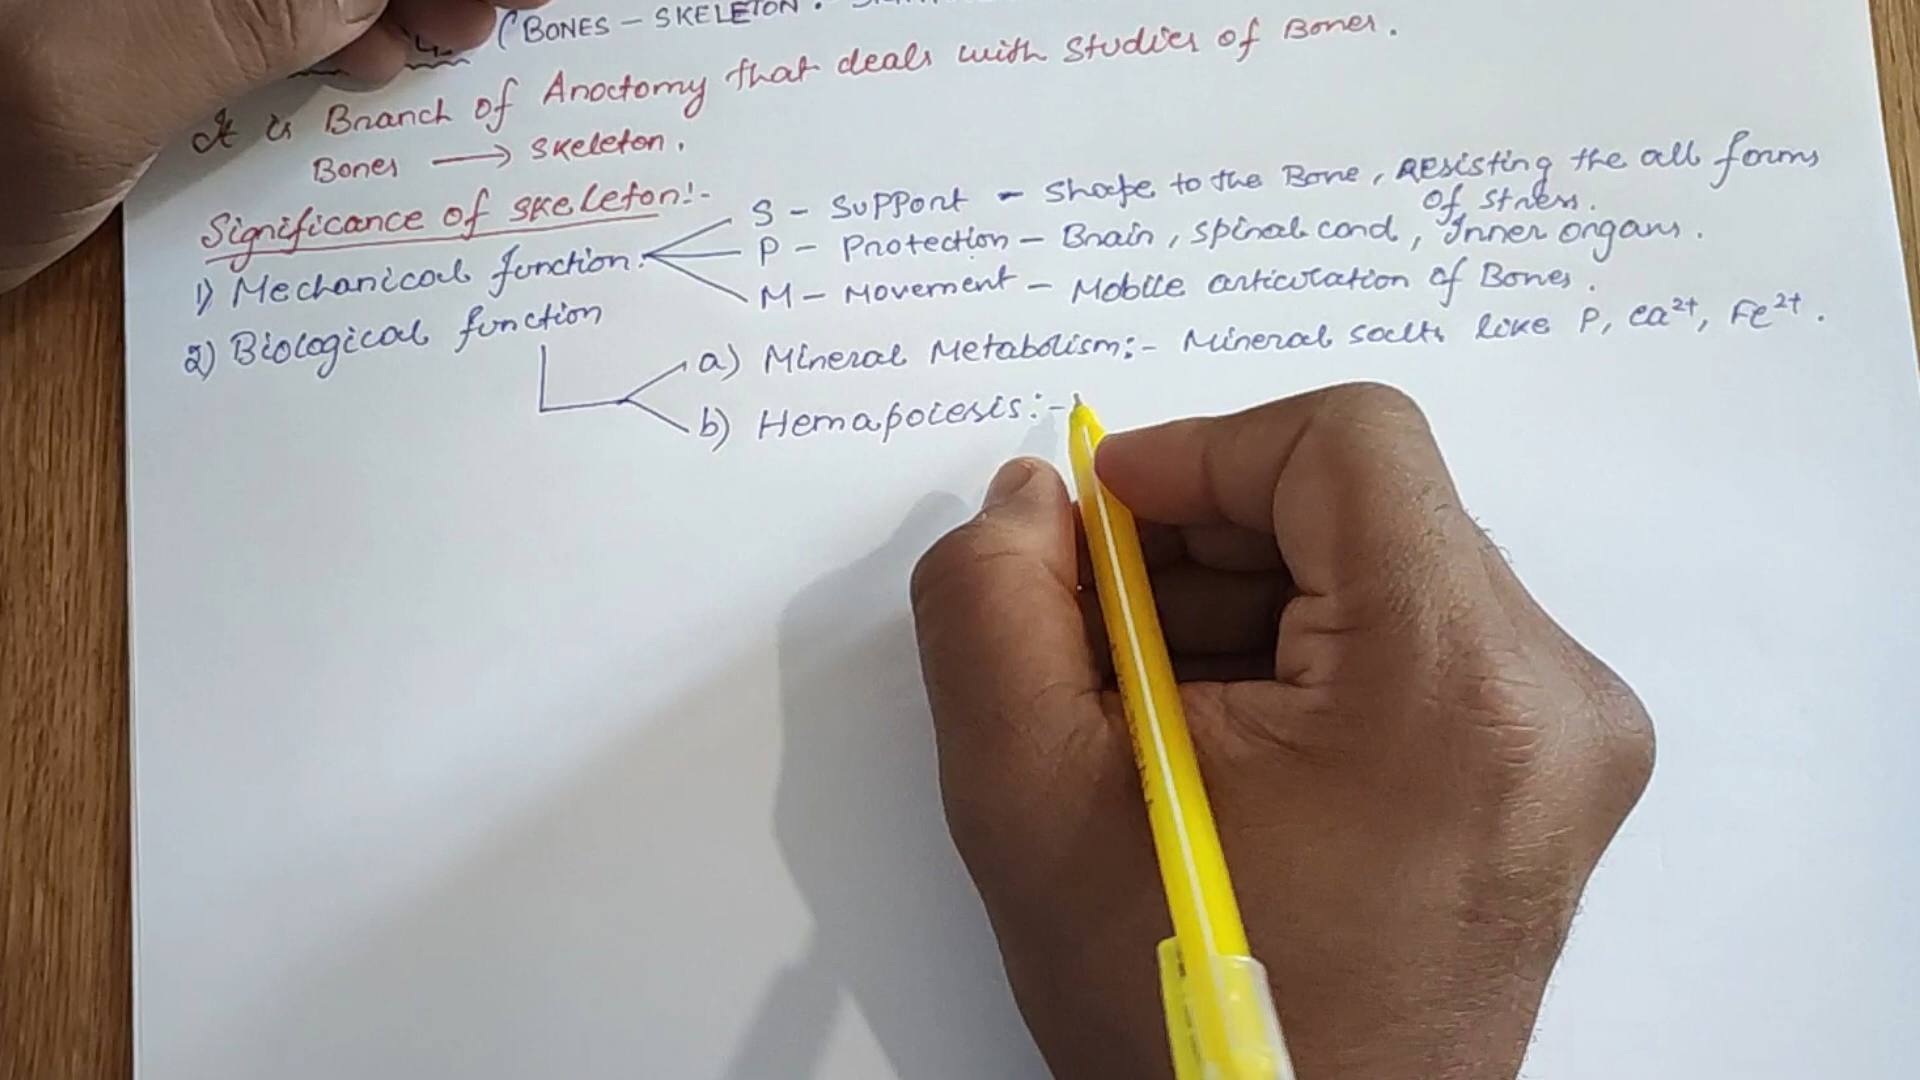 (BONES – SKELETON.
It is Branch of Anoctomy that deals with Studies of Bones.
Bones → Skeleton.
Significance of Skeleton:-
1) Mechanical function.
S – Support – Shape to the Bone, Resisting the all forms of stress.
P – Protection – Brain, Spinal cord, Inner organs.
M – Movement – Mobile articulation of Bones.
2) Biological function
a) Mineral Metabolism:- Mineral salts like P, Ca²⁺, Fe²⁺.
b) Hemapoiesis:-